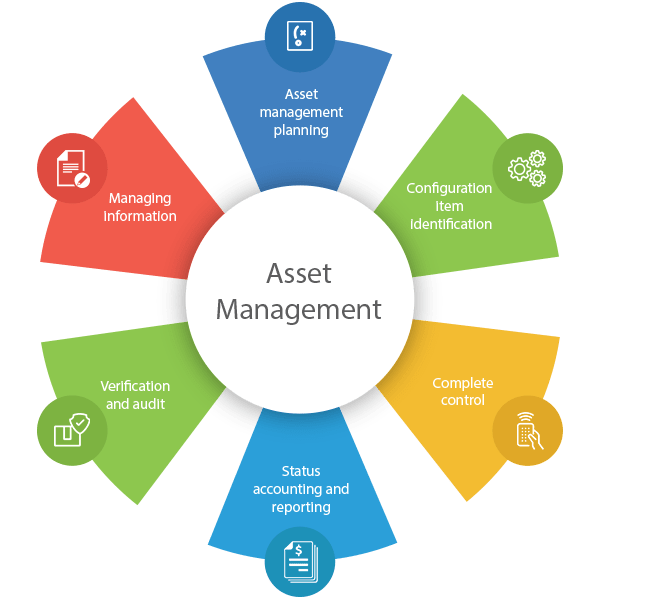 Asset
management
planning
Configuration
Item
Identification
Complete
control
Status
accounting and
reporting
Verification
and audit
Managing
Information
Asset
Management